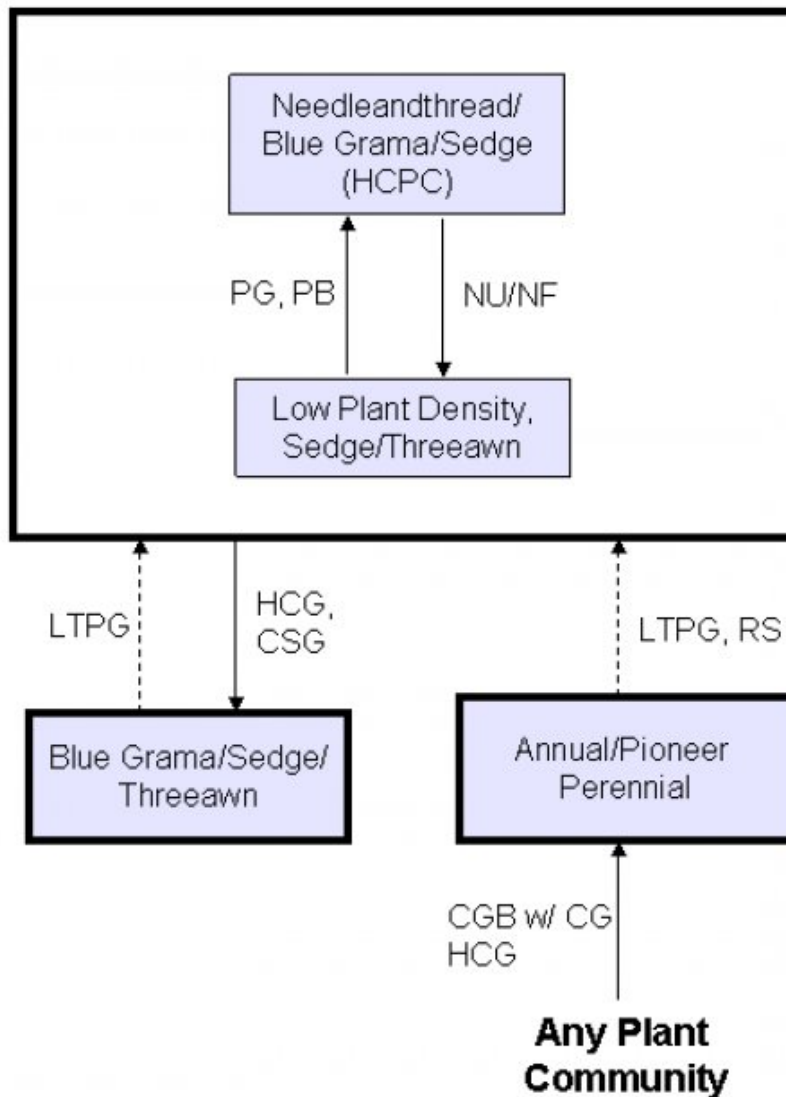 Needleandthread/
Blue Grama/Sedge
(HCPC)
PG, PB
NU/NF
Low Plant Density,
Sedge/Threeawn
LTPG
HCG,
CSG
LTPG, RS
Blue Grama/Sedge/
Threeawn
Annual/Pioneer
Perennial
CGB w/ CG
HCG
Any Plant
Community